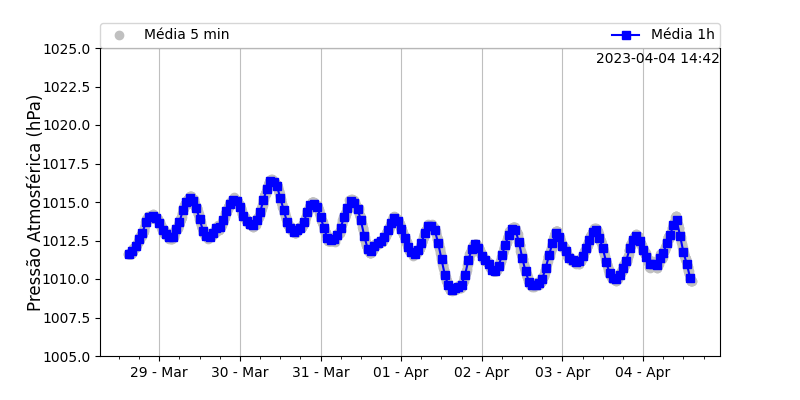 Média 5 min
Média 1h
2023-04-04 14:42
Pressão Atmosférica (hPa)
1025.0
1022.5
1020.0
1017.5
1015.0
1012.5
1010.0
1007.5
1005.0
29 - Mar
30 - Mar
31 - Mar
01 - Apr
02 - Apr
03 - Apr
04 - Apr